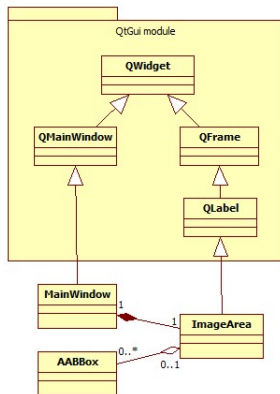 QtGui module
QWidget
QMainWindow
QFrame
QLabel
MainWindow
1
1
ImageArea
AABBox
0..*
0..1